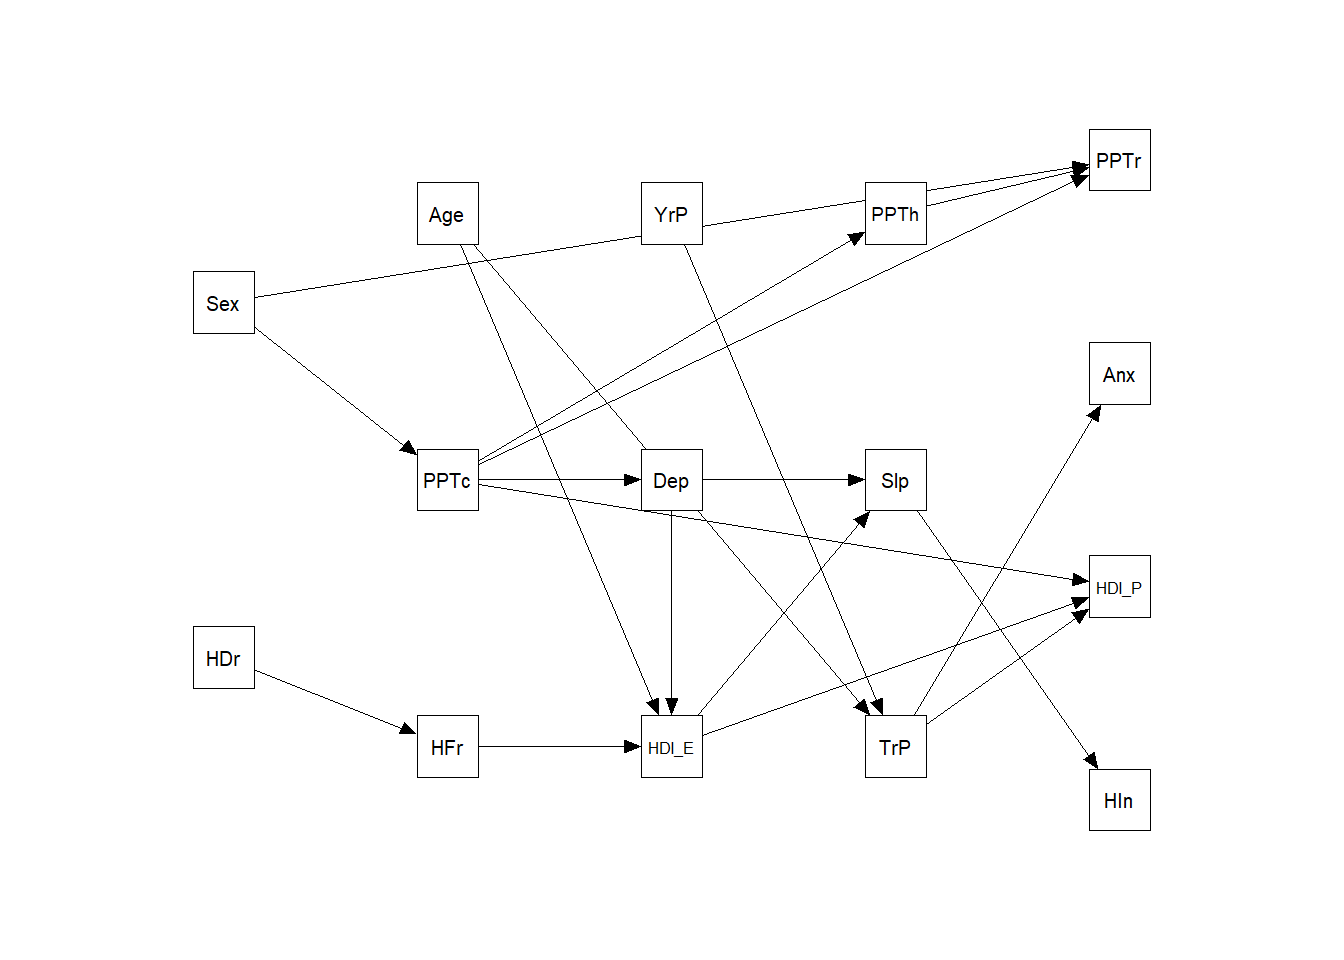 PPTr
Age
YrP
PPTh
Sex
Anx
PPTc
Dep
Slp
HDI_P
HDr
HFr
HDI_E
TrP
HIn